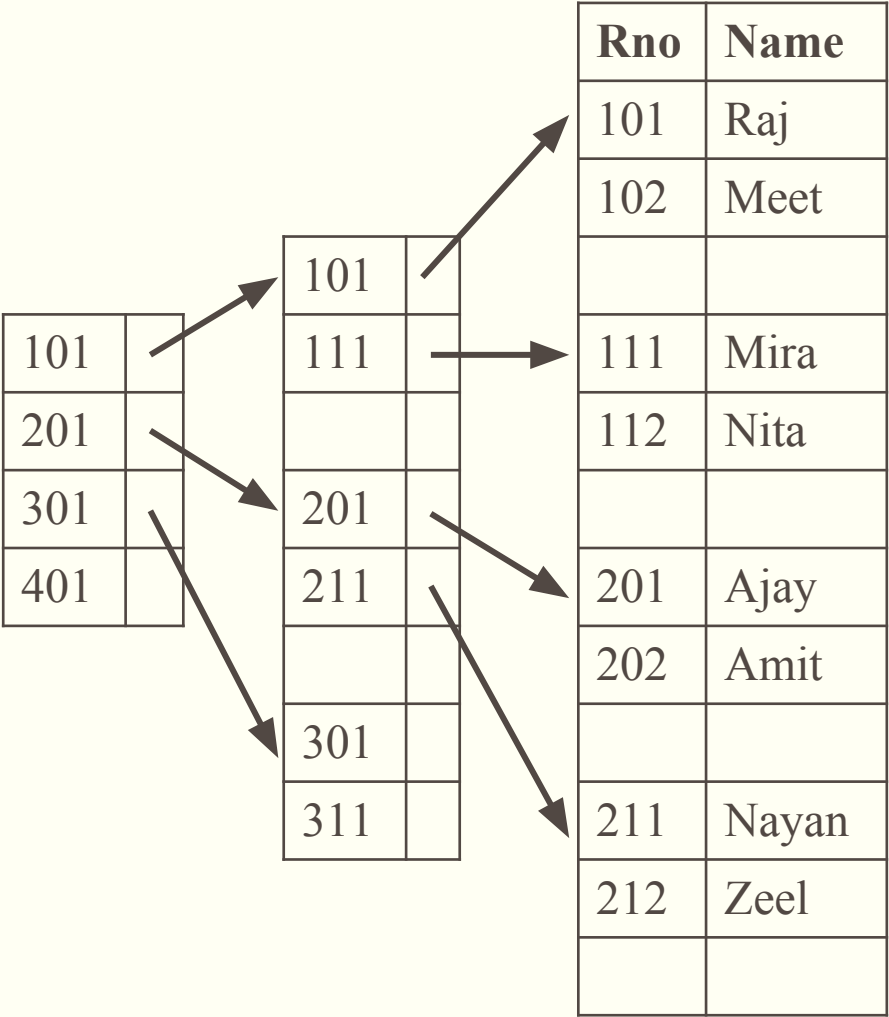 101
201
301
401
101
111
201
211
301
311
Rno Name
101 Raj
102 Meet
111 Mira
112 Nita
201 Ajay
202 Amit
211 Nayan
212 Zeel